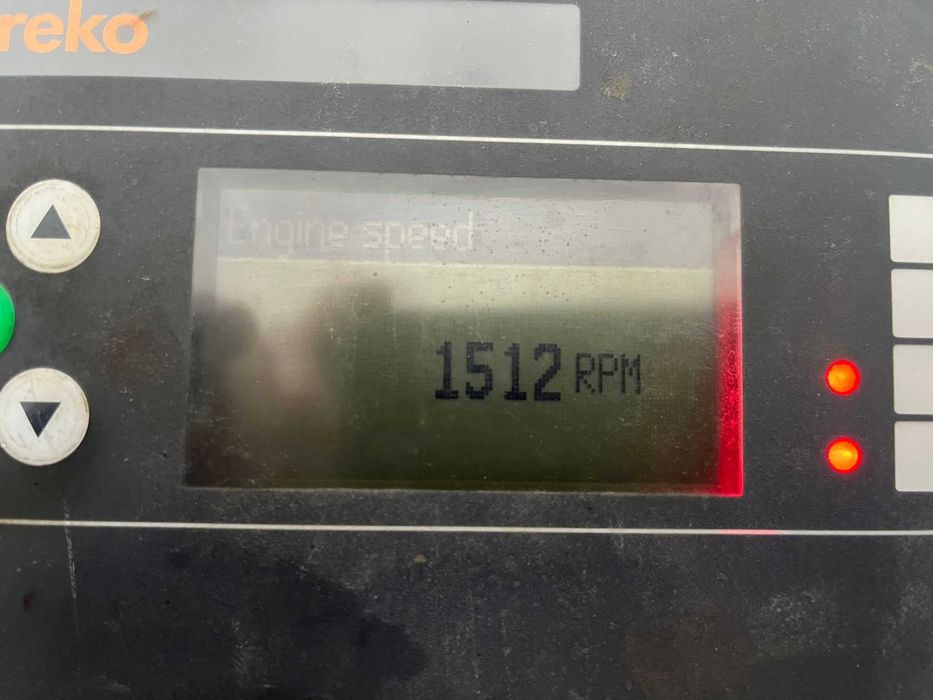 reko
Engine speed
1512 RPM